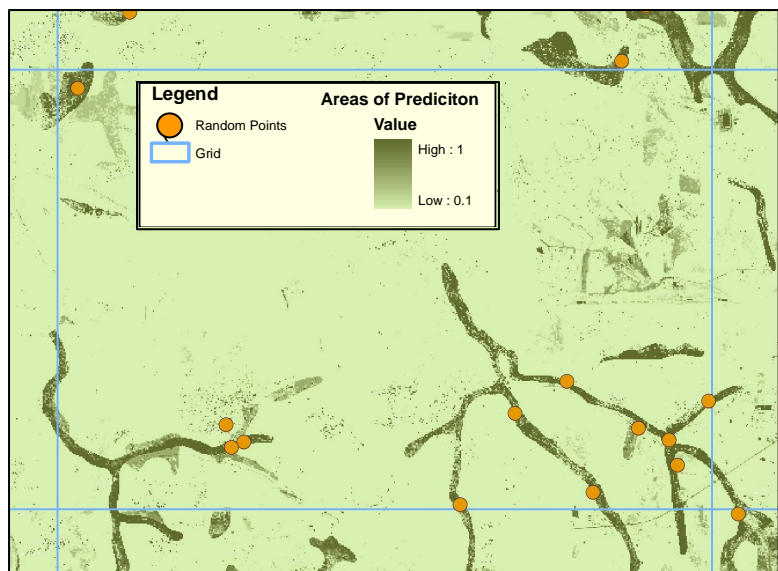 Legend
Random Points
Grid
Areas of Prediciton
Value
High : 1
Low : 0.1